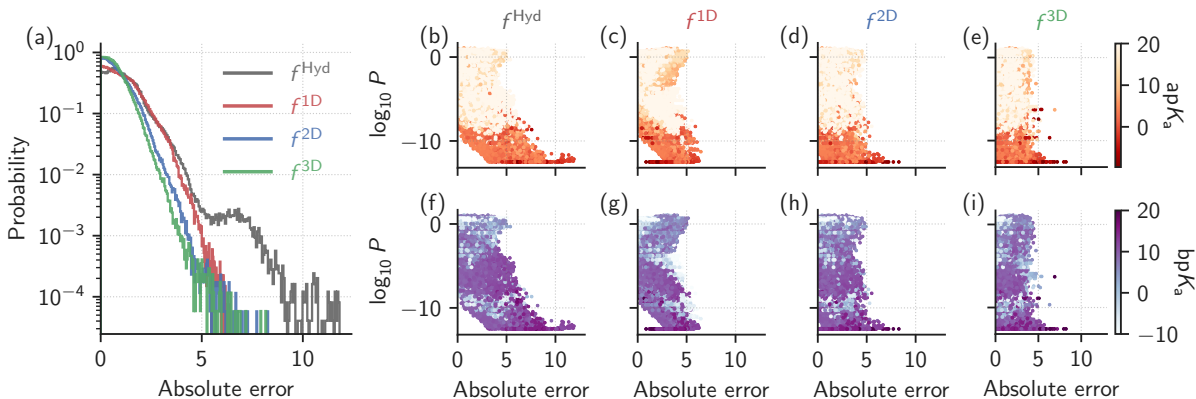 f^Hyd f^1D f^2D f^3D
(a) (b) (c) (d) (e)
10^0
10^−1
10^−2
10^−3
10^−4
Probability
f^Hyd
f^1D
f^2D
f^3D
0 5 10
Absolute error
log10 P
0
−10
20
10
0
apKa
(f) (g) (h) (i)
log10 P
0
−10
20
10
0
−10
bpKa
0 5 10 0 5 10 0 5 10 0 5 10
Absolute error Absolute error Absolute error Absolute error